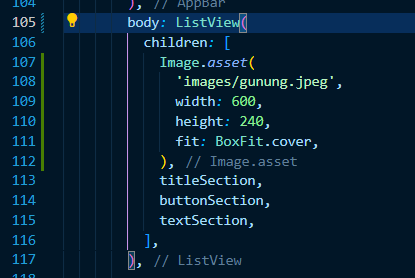 104 ), // AppBar
105 body: ListView(
106 children: [
107 Image.asset(
108 'images/gunung.jpeg',
109 width: 600,
110 height: 240,
111 fit: BoxFit.cover,
112 ), // Image.asset
113 titleSection,
114 buttonSection,
115 textSection,
116 ],
117 ), // ListView
118